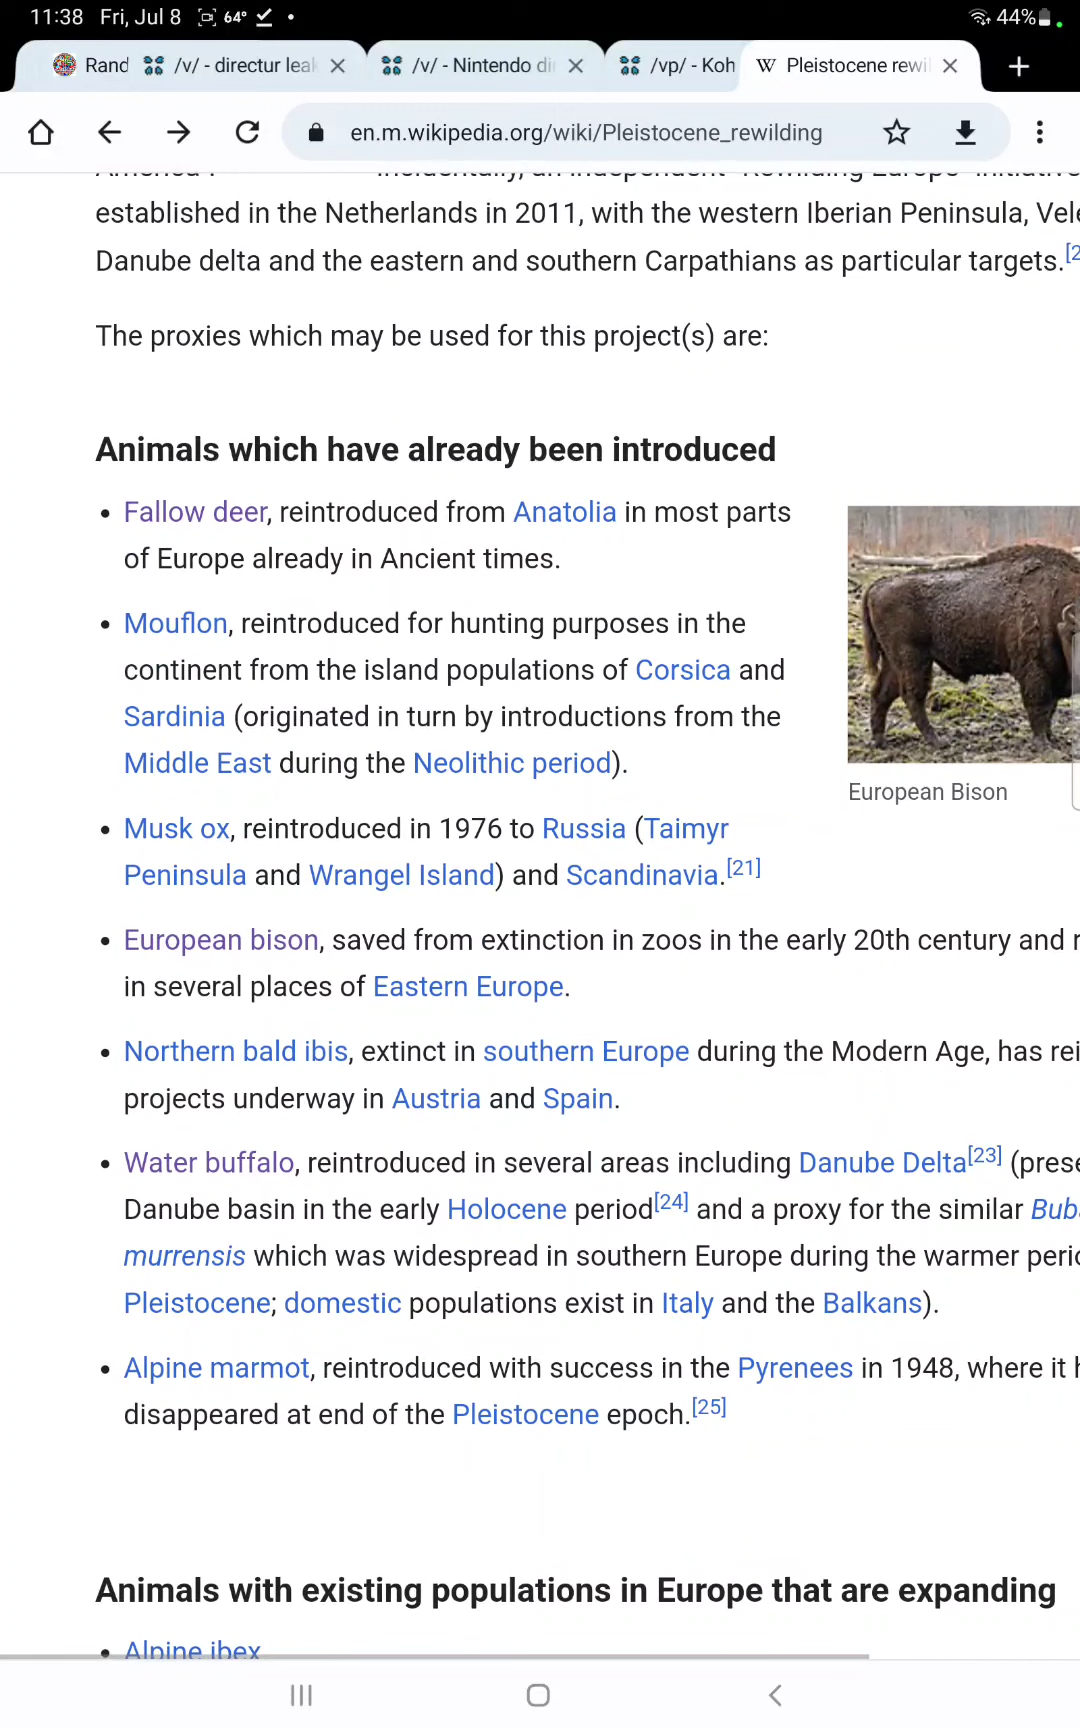 11:38 Fri, Jul 8 64° 44%
Rand /v/ - directur leal /v/ - Nintendo di /vp/ - Koh W Pleistocene rewi
en.m.wikipedia.org/wiki/Pleistocene_rewilding
established in the Netherlands in 2011, with the western Iberian Peninsula, Vele
Danube delta and the eastern and southern Carpathians as particular targets.[2
The proxies which may be used for this project(s) are:
Animals which have already been introduced
• Fallow deer, reintroduced from Anatolia in most parts
of Europe already in Ancient times.
• Mouflon, reintroduced for hunting purposes in the
continent from the island populations of Corsica and
Sardinia (originated in turn by introductions from the
Middle East during the Neolithic period).
European Bison
• Musk ox, reintroduced in 1976 to Russia (Taimyr
Peninsula and Wrangel Island) and Scandinavia.[21]
• European bison, saved from extinction in zoos in the early 20th century and r
in several places of Eastern Europe.
• Northern bald ibis, extinct in southern Europe during the Modern Age, has rei
projects underway in Austria and Spain.
• Water buffalo, reintroduced in several areas including Danube Delta[23] (prese
Danube basin in the early Holocene period[24] and a proxy for the similar Buba
murrensis which was widespread in southern Europe during the warmer perio
Pleistocene; domestic populations exist in Italy and the Balkans).
• Alpine marmot, reintroduced with success in the Pyrenees in 1948, where it h
disappeared at end of the Pleistocene epoch.[25]
Animals with existing populations in Europe that are expanding
• Alpine ibex